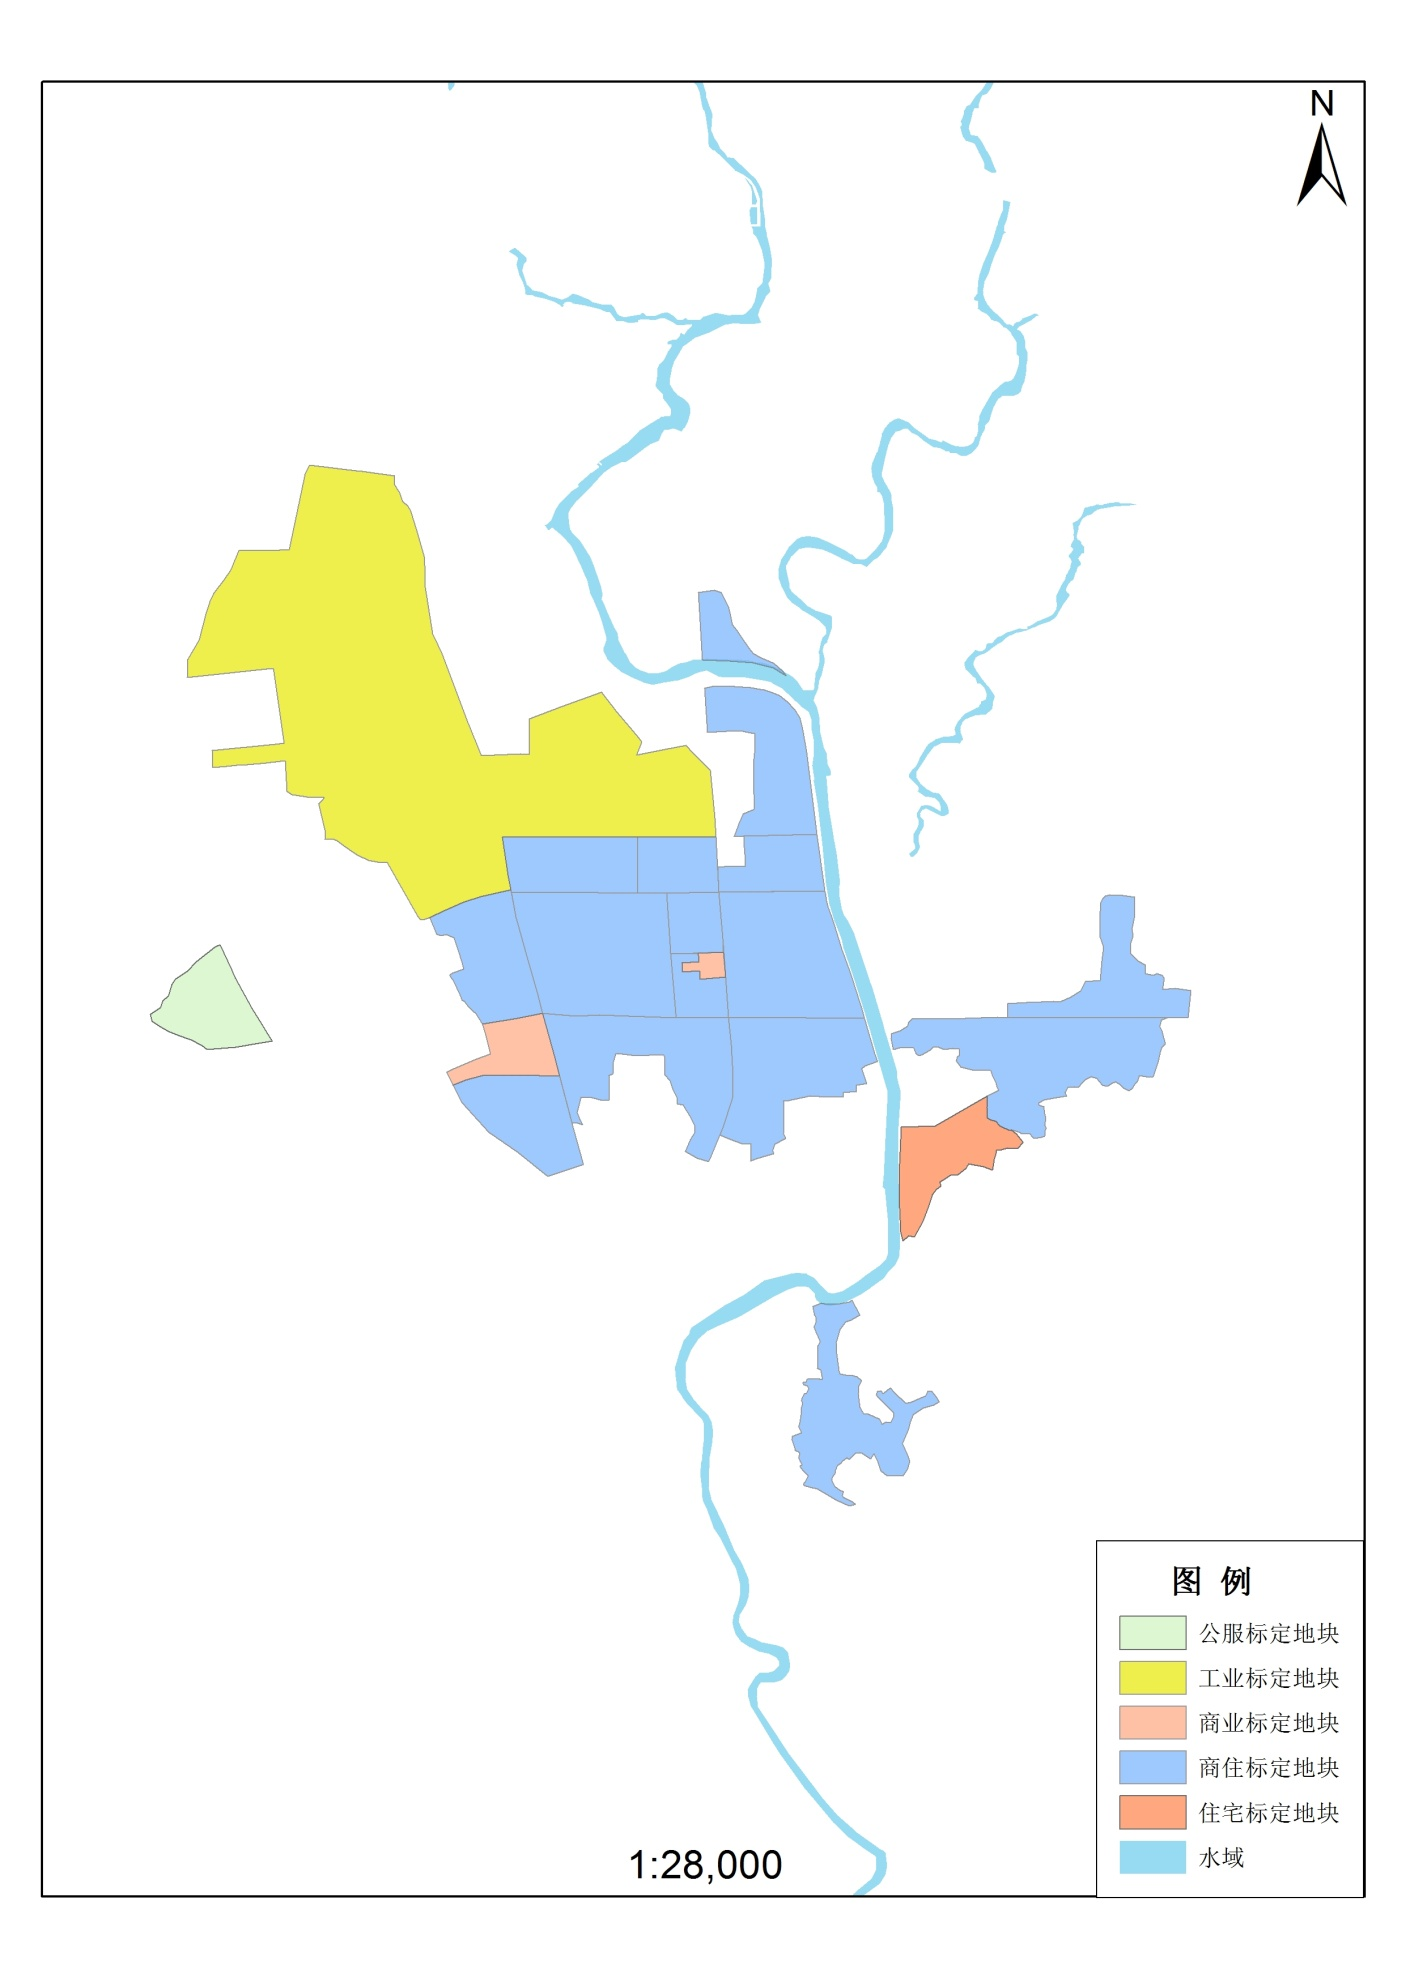 N
图 例
公服标定地块
工业标定地块
商业标定地块
商住标定地块
住宅标定地块
水域
1:28,000